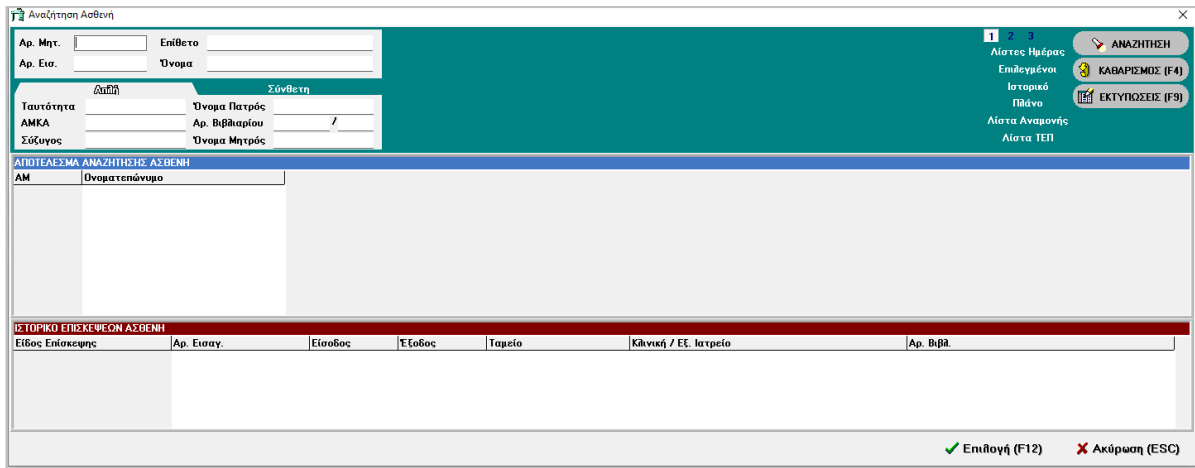 Αναζήτηση Ασθενή
Αρ. Μητ. Επίθετο
Αρ. Εισ. Όνομα
Απλή Σύνθετη
Ταυτότητα Όνομα Πατρός
ΑΜΚΑ Αρ. Βιβλιαρίου /
Σύζυγος Όνομα Μητρός
1 2 3
Λίστες Ημέρας
Επιλεγμένοι
Ιστορικό
Πλάνο
Λίστα Αναμονής
Λίστα ΤΕΠ
ΑΝΑΖΗΤΗΣΗ
ΚΑΘΑΡΙΣΜΟΣ (F4)
ΕΚΤΥΠΩΣΕΙΣ (F9)
ΑΠΟΤΕΛΕΣΜΑ ΑΝΑΖΗΤΗΣΗΣ ΑΣΘΕΝΗ
ΑΜ Ονοματεπώνυμο
ΙΣΤΟΡΙΚΟ ΕΠΙΣΚΕΨΕΩΝ ΑΣΘΕΝΗ
Είδος Επίσκεψης Αρ. Εισαγ. Είσοδος Έξοδος Ταμείο Κλινική / Εξ. Ιατρείο Αρ. Βιβλ.
Επιλογή (F12) Ακύρωση (ESC)